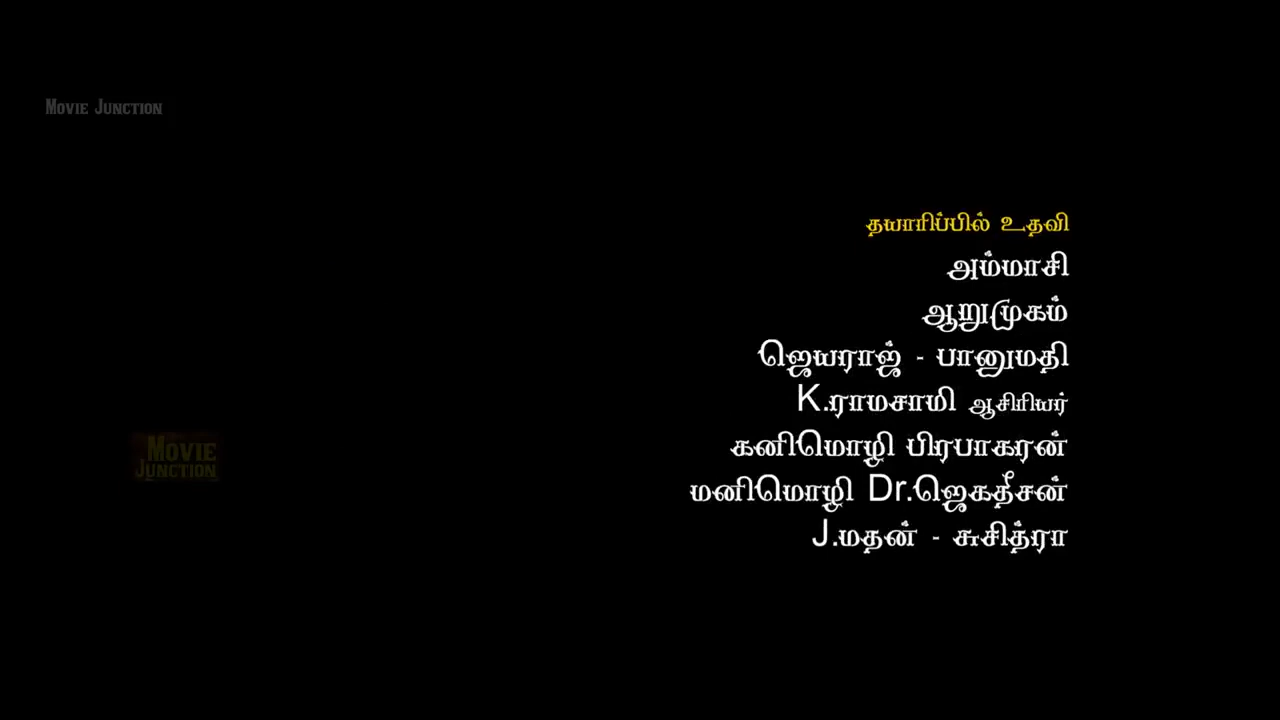 Movie Junction
தயாரிப்பில் உதவி
அம்மாசி
ஆறுமுகம்
ஜெயராஜ் - பானுமதி
K.ராமசாமி ஆசிரியர்
கனிமொழி பிரபாகரன்
மனிமொழி Dr.ஜெகதீசன்
J.மதன் - சுசித்ரா
Movie
Junction